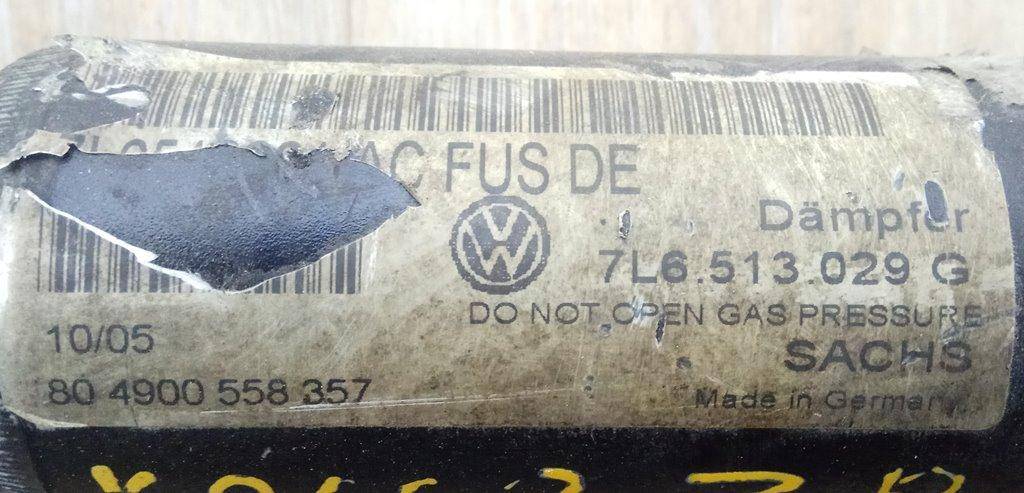 AC FUS DE
VW
Dämpfer
7L6.513.029 G
DO NOT OPEN GAS PRESSURE
10/05
SACHS
80 4900 558 357
Made in Germany